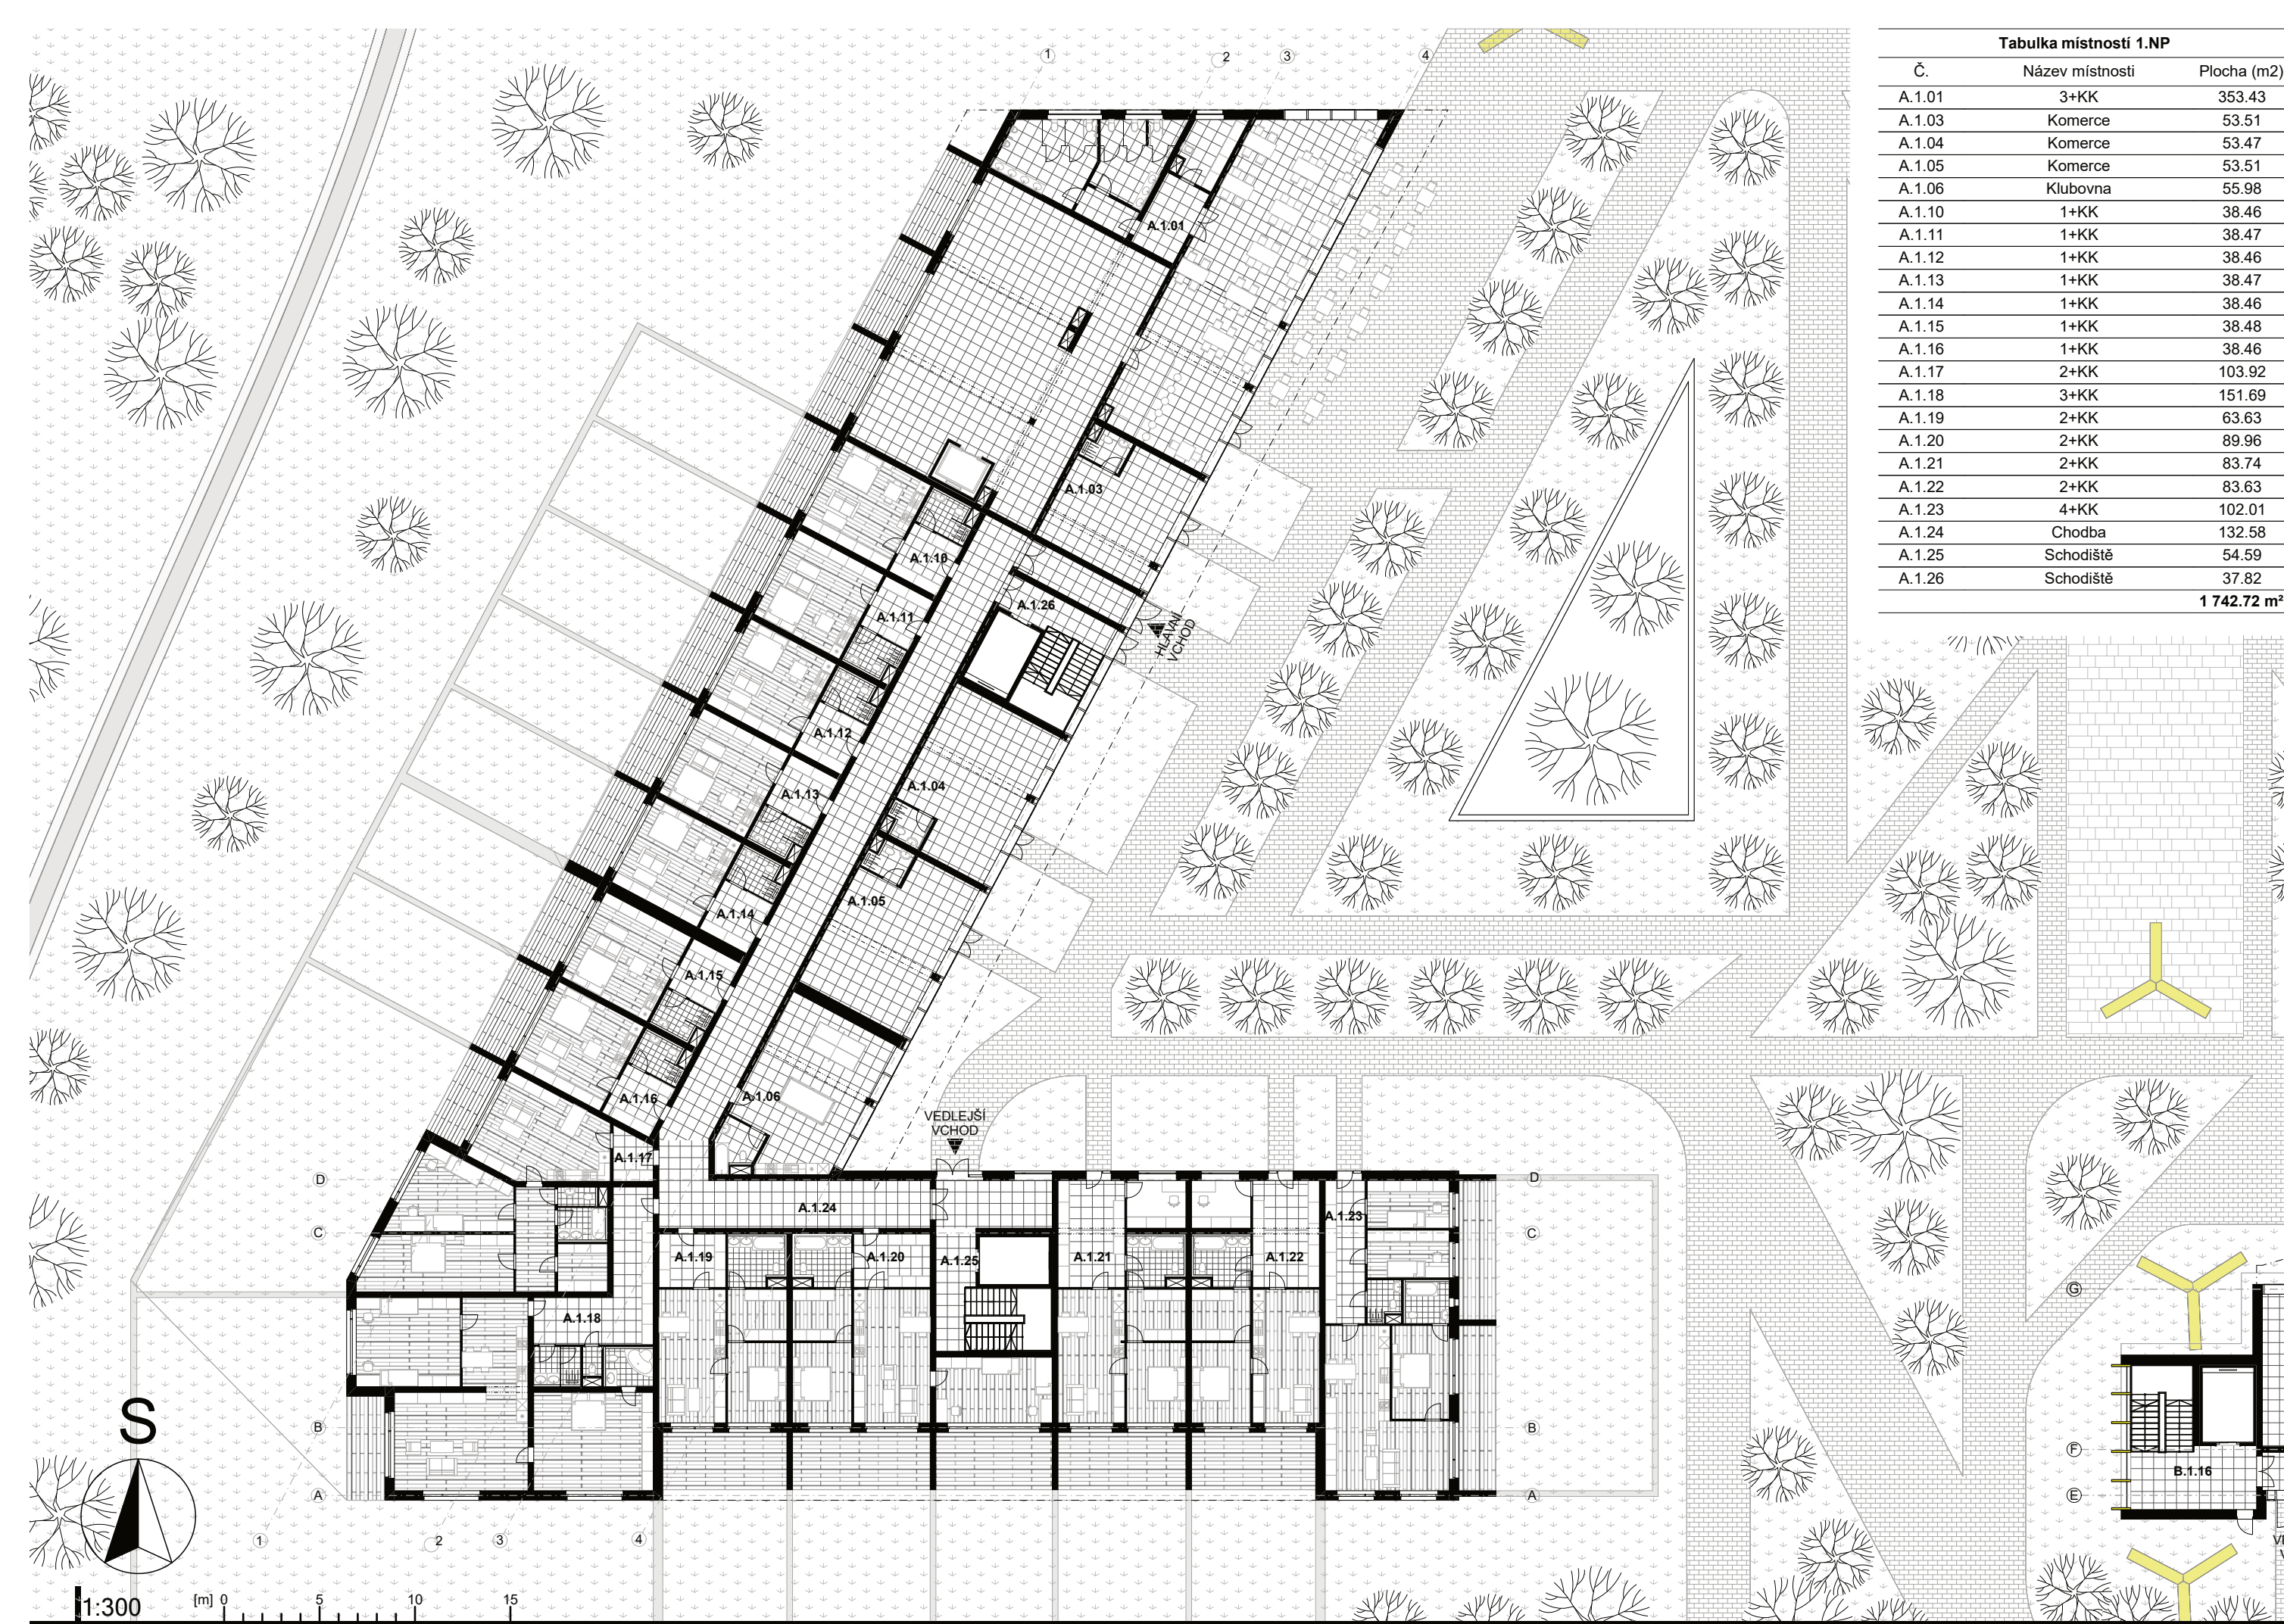 1 2 3 4
Tabulka místností 1.NP
Č. Název místnosti Plocha (m2)
A.1.01 3+KK 353.43
A.1.03 Komerce 53.51
A.1.04 Komerce 53.47
A.1.05 Komerce 53.51
A.1.06 Klubovna 55.98
A.1.10 1+KK 38.46
A.1.11 1+KK 38.47
A.1.12 1+KK 38.46
A.1.13 1+KK 38.47
A.1.14 1+KK 38.46
A.1.15 1+KK 38.48
A.1.16 1+KK 38.46
A.1.17 2+KK 103.92
A.1.18 3+KK 151.69
A.1.19 2+KK 63.63
A.1.20 2+KK 89.96
A.1.21 2+KK 83.74
A.1.22 2+KK 83.63
A.1.23 4+KK 102.01
A.1.24 Chodba 132.58
A.1.25 Schodiště 54.59
A.1.26 Schodiště 37.82
1 742.72 m²
A.1.01
A.1.03
A.1.10
A.1.26
A.1.11
HLAVNÍ
VCHOD
A.1.12
A.1.04
A.1.13
A.1.05
A.1.14
A.1.15
A.1.06
A.1.16
VEDLEJŠÍ
VCHOD
A.1.17
D D
A.1.24
A.1.23
C C
A.1.19 A.1.20 A.1.25 A.1.21 A.1.22
G
A.1.18
S
B B
F
B.1.16
A A E
1 2 3 4
1:300
[m] 0 5 10 15